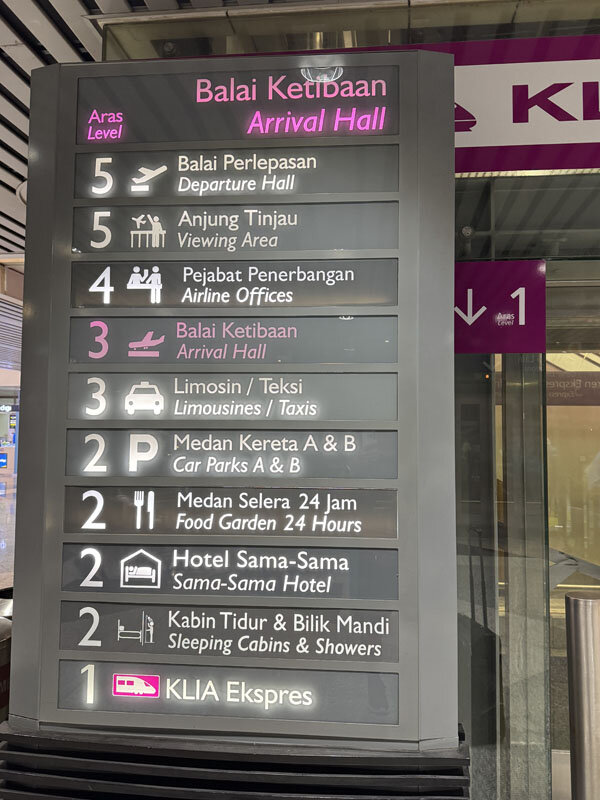 Balai Ketibaan
Aras
Level
Arrival Hall
5 Balai Perlepasan
Departure Hall
5 Anjung Tinjau
Viewing Area
4 Pejabat Penerbangan
Airline Offices
3 Balai Ketibaan
Arrival Hall
3 Limosin / Teksi
Limousines / Taxis
2 P Medan Kereta A & B
Car Parks A & B
2 Medan Selera 24 Jam
Food Garden 24 Hours
2 Hotel Sama-Sama
Sama-Sama Hotel
2 Kabin Tidur & Bilik Mandi
Sleeping Cabins & Showers
1 KLIA Ekspres
KL
↓ Aras
Level
1